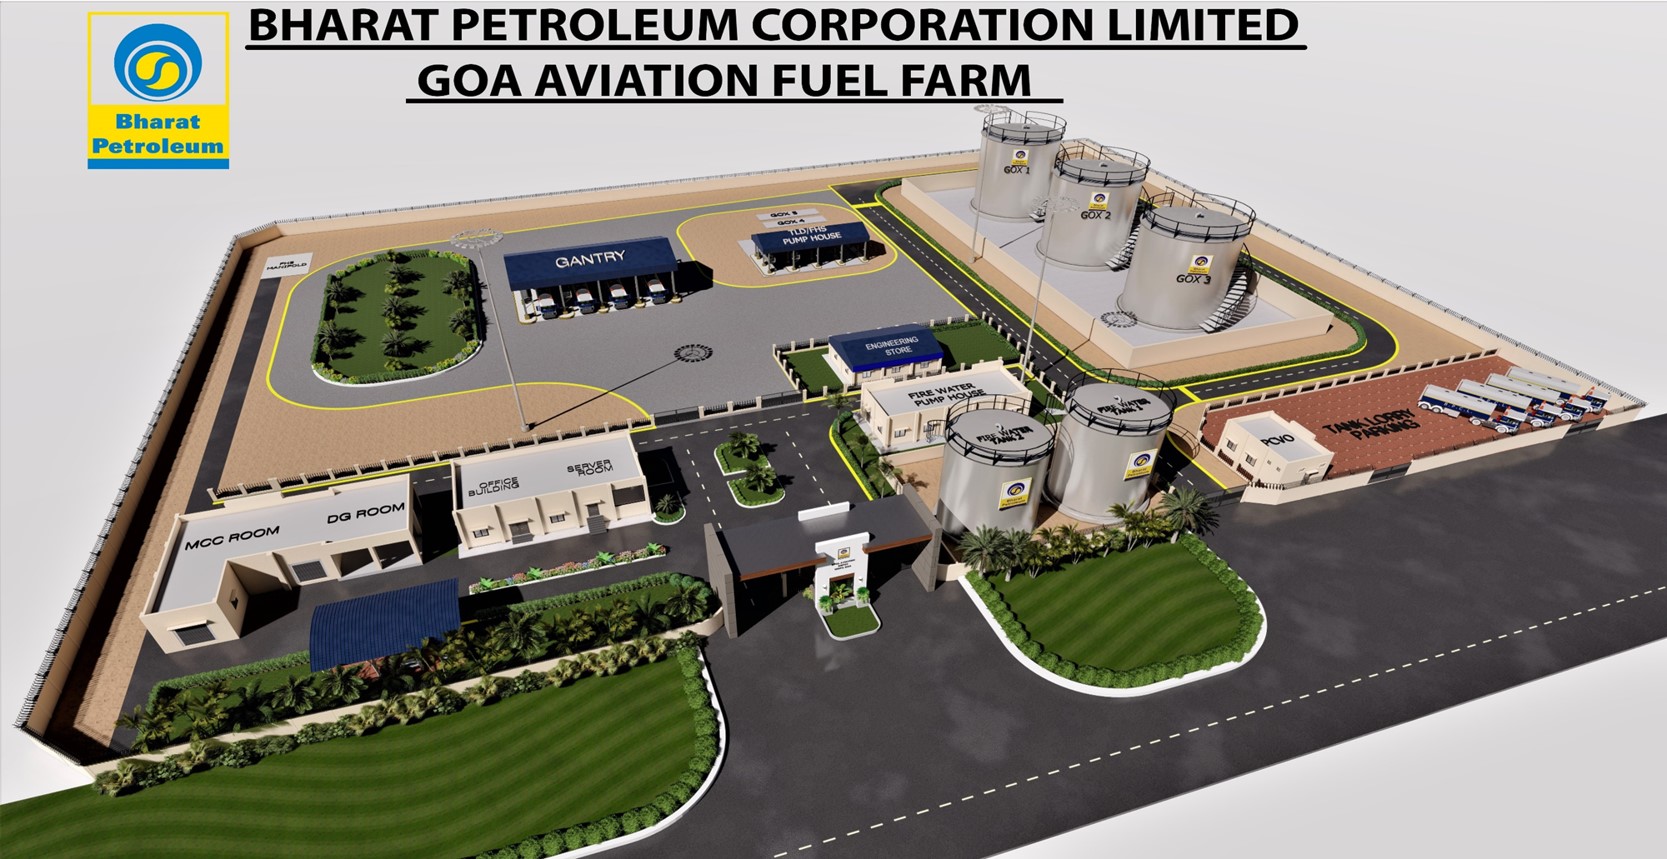 BHARAT PETROLEUM CORPORATION LIMITED
GOA AVIATION FUEL FARM
Bharat
Petroleum
GOX 1
GOX 2
GOX 3
GOX 4
TLD/FHS
PUMP HOUSE
GANTRY
MANIFOLD
ENGINEERING
STORE
FIRE WATER
PUMP HOUSE
FIRE WATER
TANK 1
FIRE WATER
TANK 2
TANK LORRY
PARKING
PCVO
SERVER
ROOM
OFFICE
BUILDING
DG ROOM
MCC ROOM